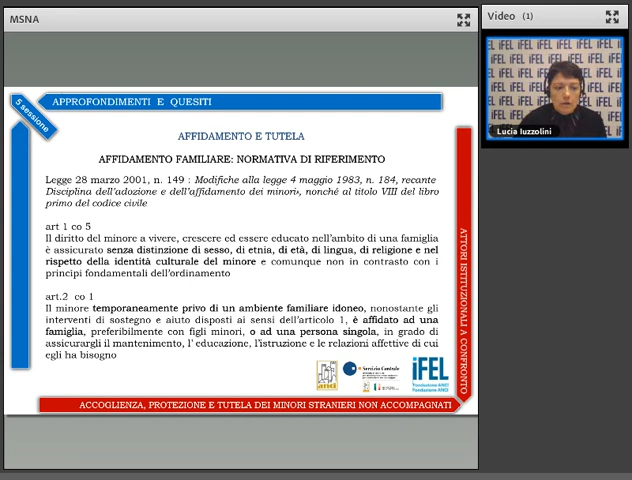 MSNA
Video (1)
iFEL iFEL iFEL iFEL
Lucia Iuzzolini
5 sessione
APPROFONDIMENTI E QUESITI
AFFIDAMENTO E TUTELA
AFFIDAMENTO FAMILIARE: NORMATIVA DI RIFERIMENTO
Legge 28 marzo 2001, n. 149 : Modifiche alla legge 4 maggio 1983, n. 184, recante
Disciplina dell'adozione e dell'affidamento dei minori», nonché al titolo VIII del libro
primo del codice civile
art 1 co 5
Il diritto del minore a vivere, crescere ed essere educato nell'ambito di una famiglia
è assicurato senza distinzione di sesso, di etnia, di età, di lingua, di religione e nel
rispetto della identità culturale del minore e comunque non in contrasto con i
principi fondamentali dell'ordinamento
art.2 co 1
Il minore temporaneamente privo di un ambiente familiare idoneo, nonostante gli
interventi di sostegno e aiuto disposti ai sensi dell'articolo 1, è affidato ad una
famiglia, preferibilmente con figli minori, o ad una persona singola, in grado di
assicurargli il mantenimento, l' educazione, l'istruzione e le relazioni affettive di cui
egli ha bisogno
anci
Servizio Centrale
iFEL
Fondazione ANCI
ATTORI ISTITUZIONALI A CONFRONTO
ACCOGLIENZA, PROTEZIONE E TUTELA DEI MINORI STRANIERI NON ACCOMPAGNATI